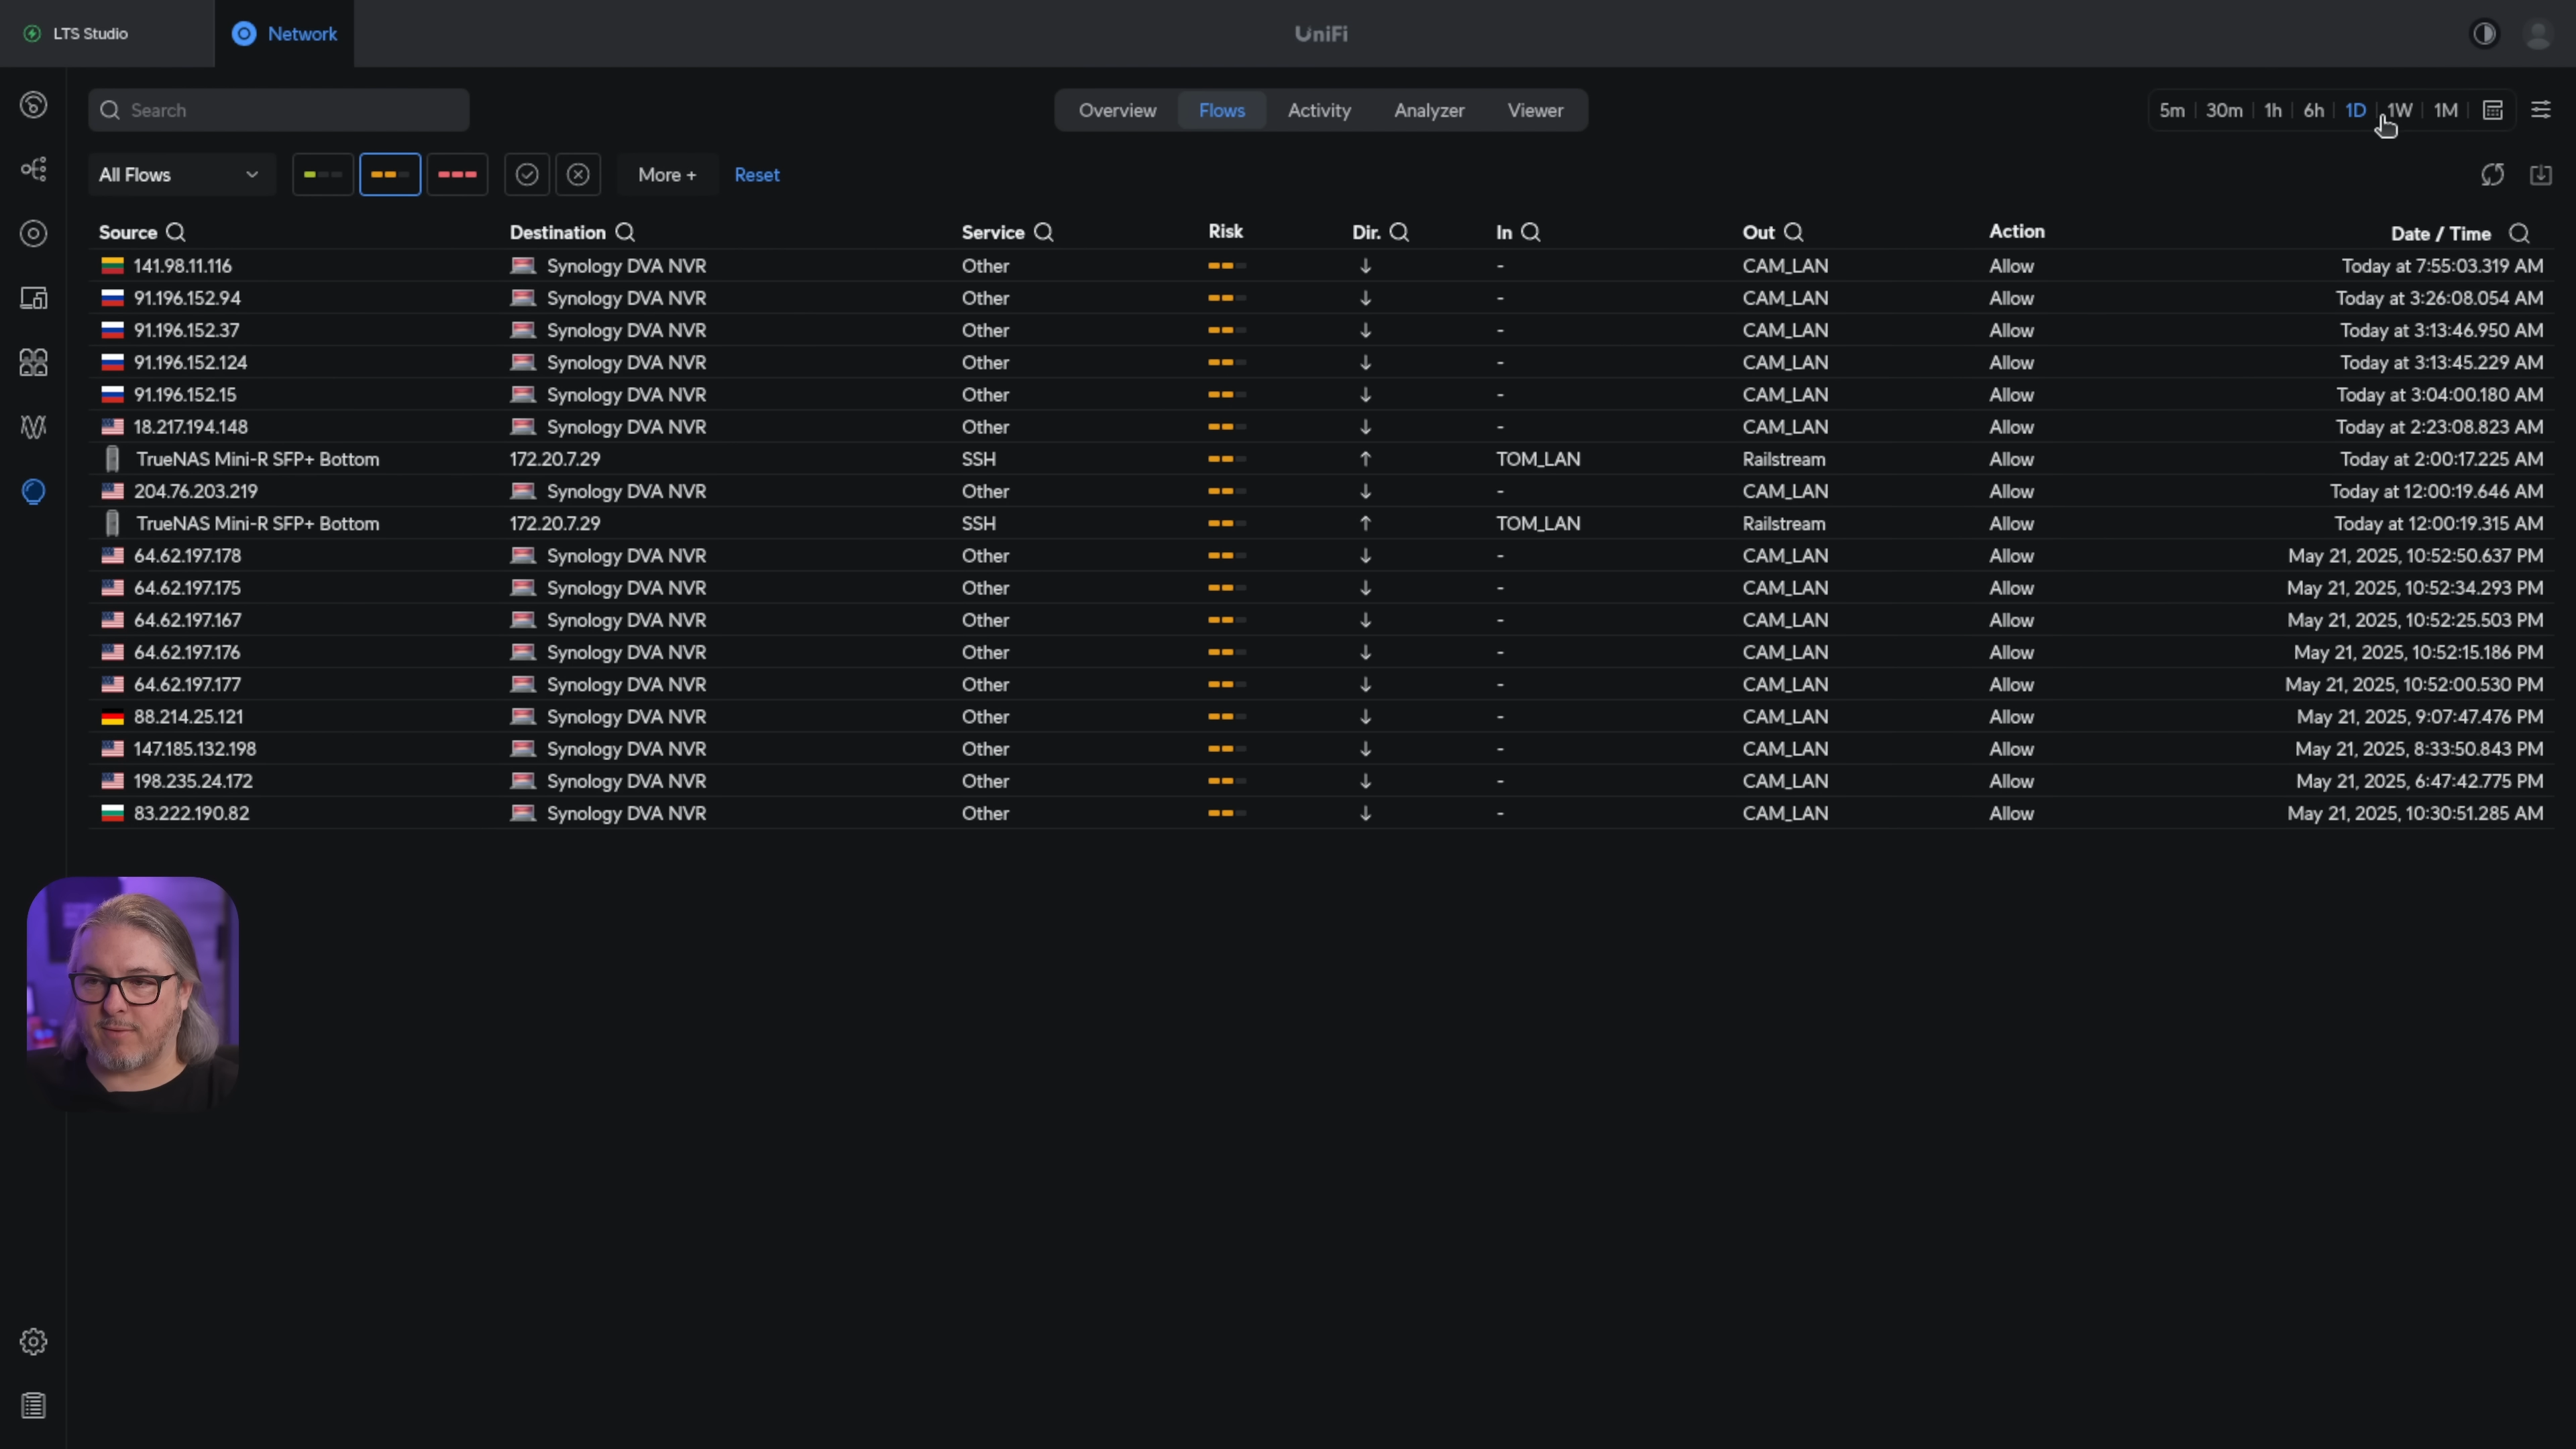 LTS Studio Network UniFi
Search Overview Flows Activity Analyzer Viewer 5m 30m 1h 6h 1D 1W 1M
All Flows More + Reset
Source Destination Service Risk Dir. In Out Action Date / Time
141.98.11.116 Synology DVA NVR Other - CAM_LAN Allow Today at 7:55:03.319 AM
91.196.152.94 Synology DVA NVR Other - CAM_LAN Allow Today at 3:26:08.054 AM
91.196.152.37 Synology DVA NVR Other - CAM_LAN Allow Today at 3:13:46.950 AM
91.196.152.124 Synology DVA NVR Other - CAM_LAN Allow Today at 3:13:45.229 AM
91.196.152.15 Synology DVA NVR Other - CAM_LAN Allow Today at 3:04:00.180 AM
18.217.194.148 Synology DVA NVR Other - CAM_LAN Allow Today at 2:23:08.823 AM
TrueNAS Mini-R SFP+ Bottom 172.20.7.29 SSH TOM_LAN Railstream Allow Today at 2:00:17.225 AM
204.76.203.219 Synology DVA NVR Other - CAM_LAN Allow Today at 12:00:19.646 AM
TrueNAS Mini-R SFP+ Bottom 172.20.7.29 SSH TOM_LAN Railstream Allow Today at 12:00:19.315 AM
64.62.197.178 Synology DVA NVR Other - CAM_LAN Allow May 21, 2025, 10:52:50.637 PM
64.62.197.175 Synology DVA NVR Other - CAM_LAN Allow May 21, 2025, 10:52:34.293 PM
64.62.197.167 Synology DVA NVR Other - CAM_LAN Allow May 21, 2025, 10:52:25.503 PM
64.62.197.176 Synology DVA NVR Other - CAM_LAN Allow May 21, 2025, 10:52:15.186 PM
64.62.197.177 Synology DVA NVR Other - CAM_LAN Allow May 21, 2025, 10:52:00.530 PM
88.214.25.121 Synology DVA NVR Other - CAM_LAN Allow May 21, 2025, 9:07:47.476 PM
147.185.132.198 Synology DVA NVR Other - CAM_LAN Allow May 21, 2025, 8:33:50.843 PM
198.235.24.172 Synology DVA NVR Other - CAM_LAN Allow May 21, 2025, 6:47:42.775 PM
83.222.190.82 Synology DVA NVR Other - CAM_LAN Allow May 21, 2025, 10:30:51.285 AM